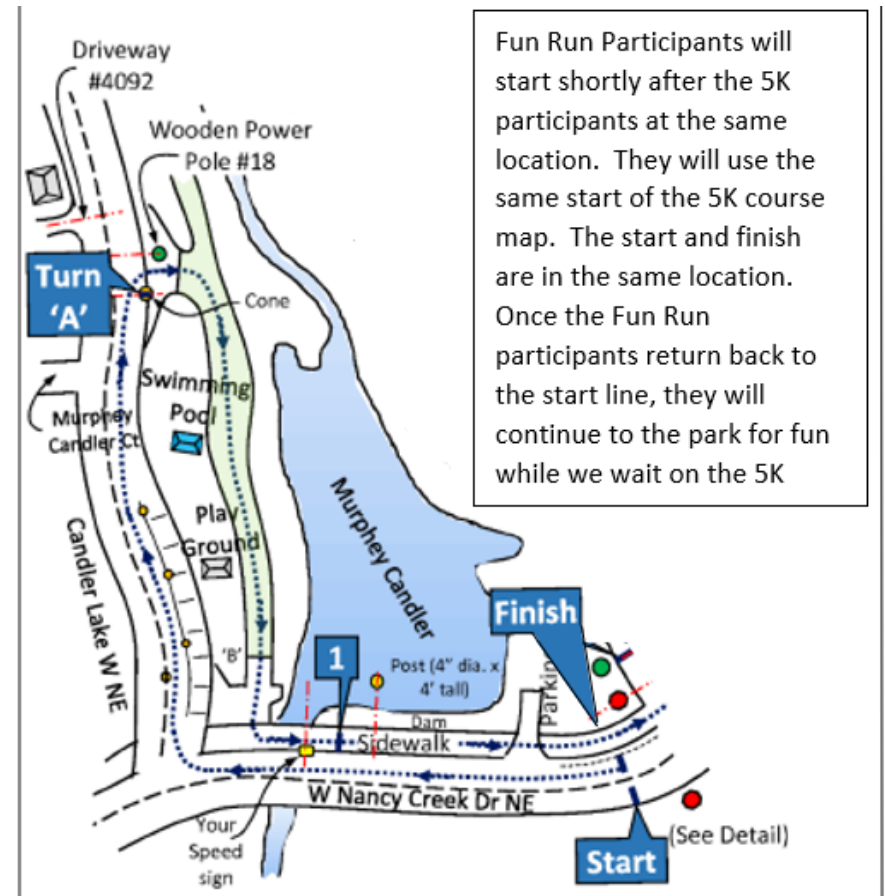 Driveway
#4092
Wooden Power
Pole #18
Fun Run Participants will
start shortly after the 5K
participants at the same
location.  They will use the
same start of the 5K course
map.  The start and finish
are in the same location.
Once the Fun Run
participants return back to
the start line, they will
continue to the park for fun
while we wait on the 5K
Turn
‘A’
Cone
Swimming
Pool
Murphey
Candler Ct
Play
Ground
Murphey Candler
Candler Lake W NE
Finish
‘B’
1
Post (4” dia. x
4’ tall)
Parkin
Dam
Sidewalk
W Nancy Creek Dr NE
Your
Speed
sign
Start
(See Detail)